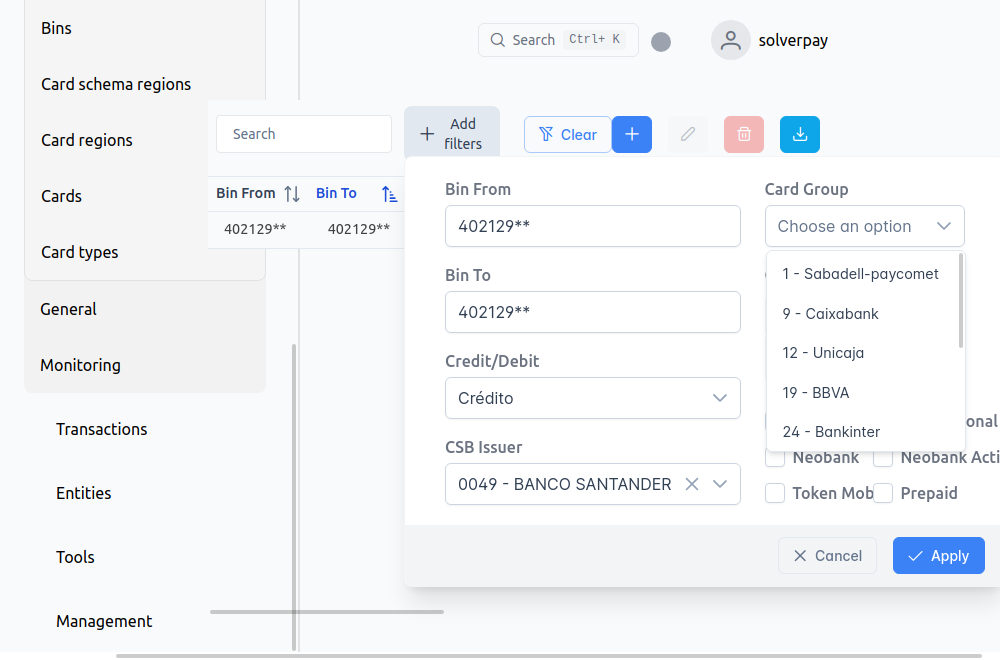 Bins
Card schema regions
Card regions
Cards
Card types
General
Monitoring
Transactions
Entities
Tools
Management
Search Ctrl+ K
solverpay
Search
Add
filters
Clear
Bin From
Bin To
402129**
402129**
Bin From
402129**
Bin To
402129**
Credit/Debit
Crédito
CSB Issuer
0049 - BANCO SANTANDER
Card Group
Choose an option
1 - Sabadell-paycomet
9 - Caixabank
12 - Unicaja
19 - BBVA
24 - Bankinter
onal
Neobank
Neobank Acti
Token Mob
Prepaid
Cancel
Apply